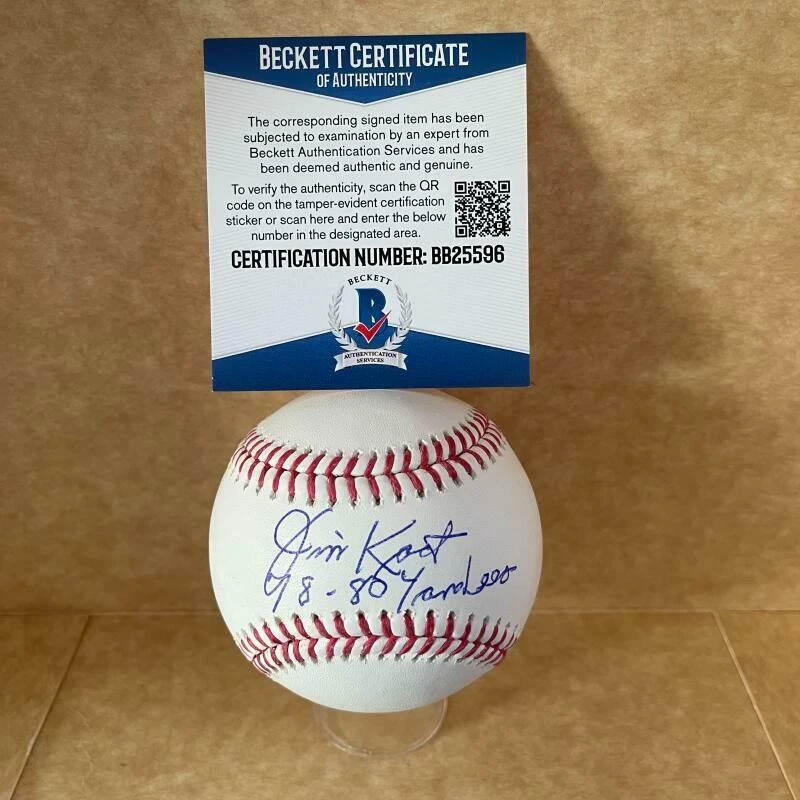 BECKETT CERTIFICATE
OF AUTHENTICITY
The corresponding signed item has been
subjected to examination by an expert from
Beckett Authentication Services and has
been deemed authentic and genuine.
To verify the authenticity, scan the QR
code on the tamper-evident certification
sticker or scan here and enter the below
number in the designated area.
CERTIFICATION NUMBER: BB25596
BECKETT
B
AUTHENTICATION
SERVICES
Jim Kaat
78-80 Yankees